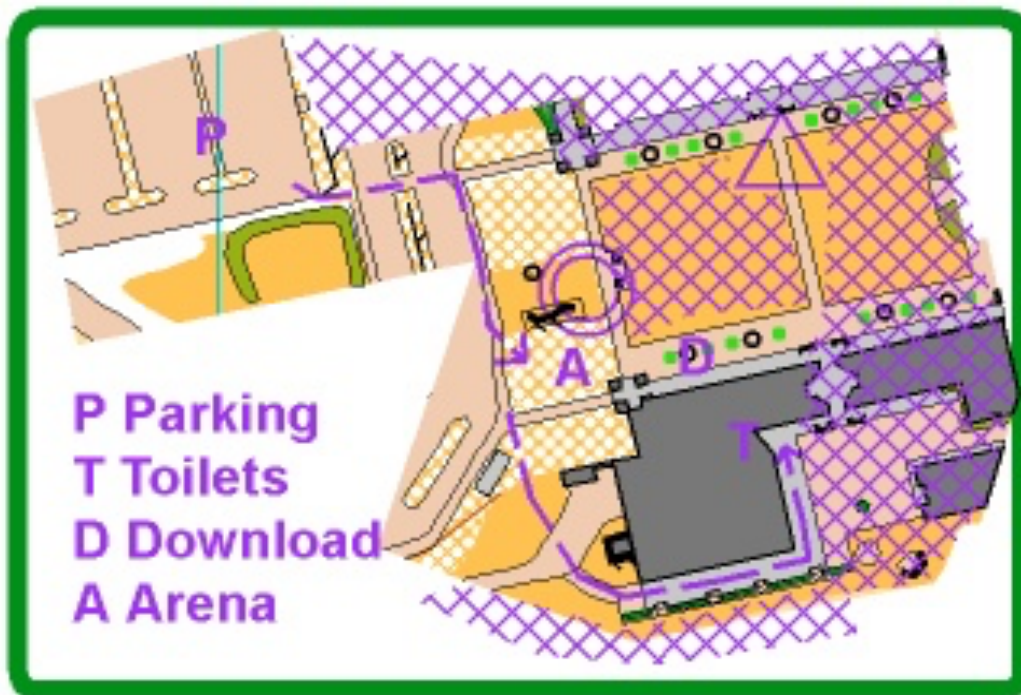 P
A
D
T
P Parking
T Toilets
D Download
A Arena